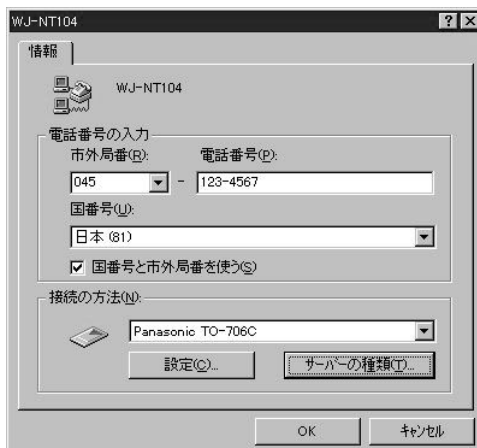 WJ-NT104
情報
WJ-NT104
電話番号の入力
市外局番(R): 電話番号(P):
045 - 123-4567
国番号(U):
日本 (81)
国番号と市外局番を使う(S)
接続の方法(N):
Panasonic TO-706C
設定(C)... サーバーの種類(T)...
OK キャンセル